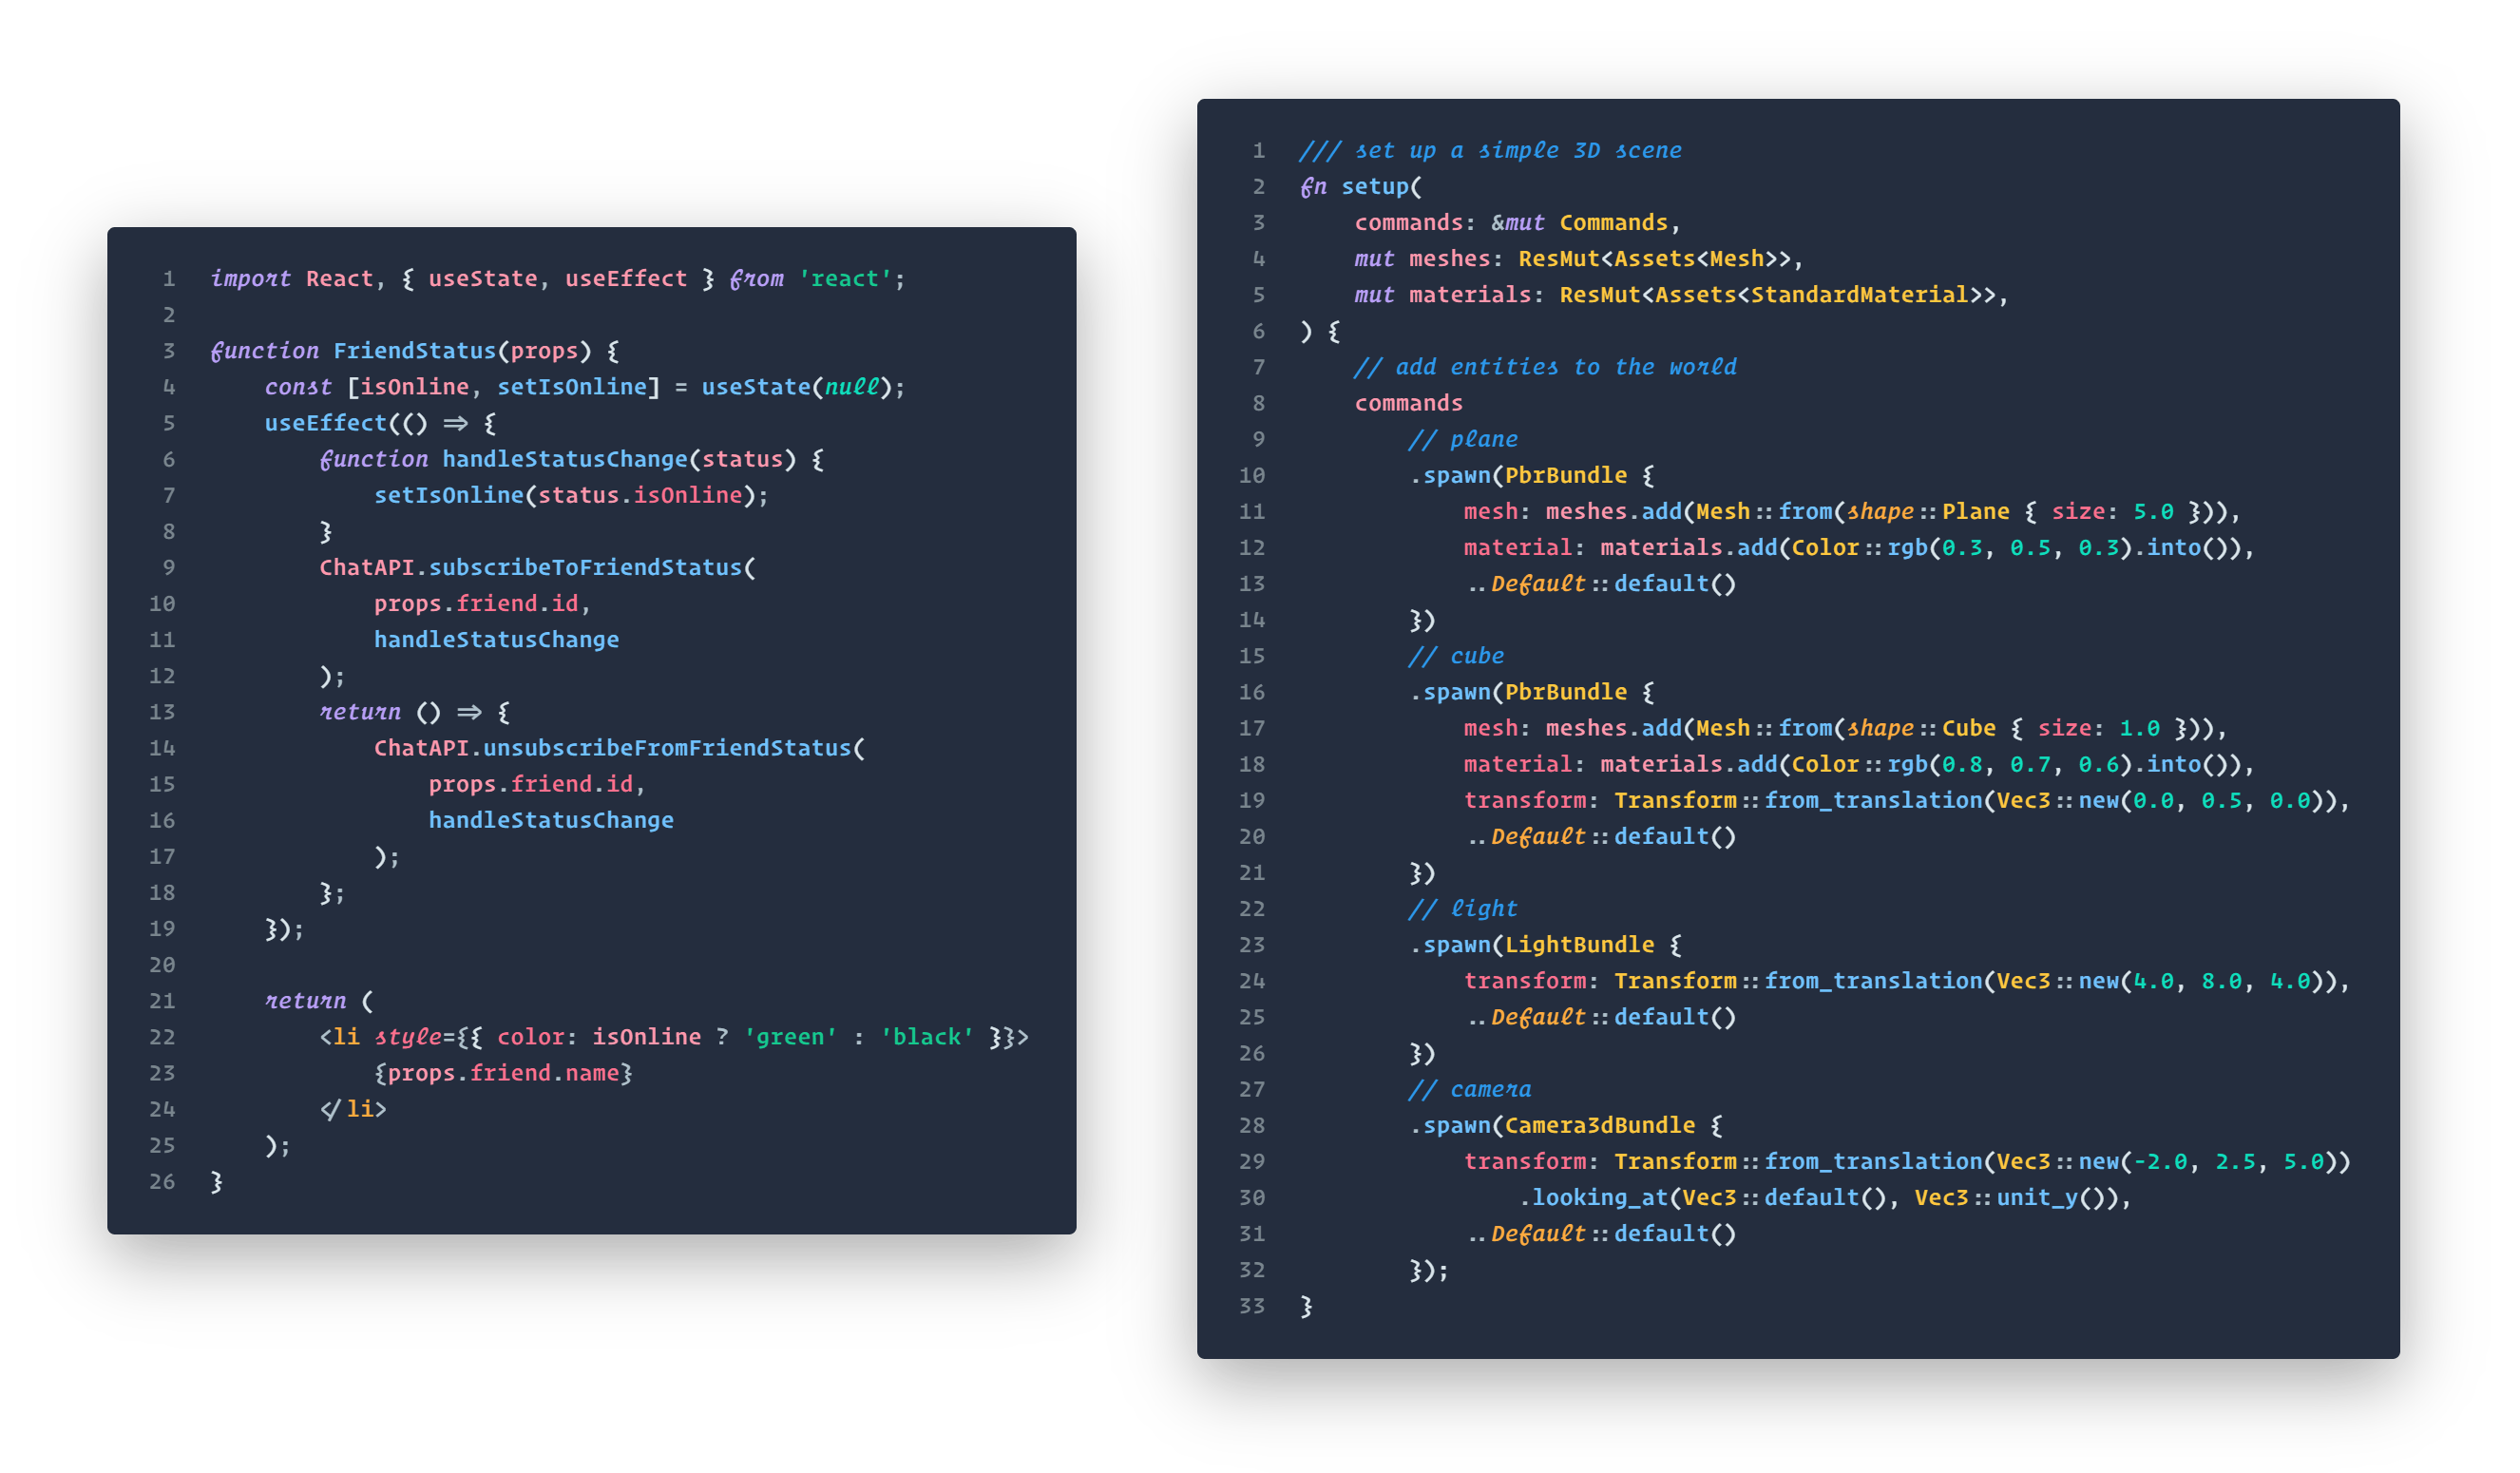 1 import React, { useState, useEffect } from 'react';
2
3 function FriendStatus(props) {
4     const [isOnline, setIsOnline] = useState(null);
5     useEffect(() => {
6         function handleStatusChange(status) {
7             setIsOnline(status.isOnline);
8         }
9         ChatAPI.subscribeToFriendStatus(
10             props.friend.id,
11             handleStatusChange
12         );
13         return () => {
14             ChatAPI.unsubscribeFromFriendStatus(
15                 props.friend.id,
16                 handleStatusChange
17             );
18         };
19     });
20
21     return (
22         <li style={{ color: isOnline ? 'green' : 'black' }}>
23             {props.friend.name}
24         </li>
25     );
26 }
1 /// set up a simple 3D scene
2 fn setup(
3     commands: &mut Commands,
4     mut meshes: ResMut<Assets<Mesh>>,
5     mut materials: ResMut<Assets<StandardMaterial>>,
6 ) {
7     // add entities to the world
8     commands
9         // plane
10         .spawn(PbrBundle {
11             mesh: meshes.add(Mesh::from(shape::Plane { size: 5.0 })),
12             material: materials.add(Color::rgb(0.3, 0.5, 0.3).into()),
13             ..Default::default()
14         })
15         // cube
16         .spawn(PbrBundle {
17             mesh: meshes.add(Mesh::from(shape::Cube { size: 1.0 })),
18             material: materials.add(Color::rgb(0.8, 0.7, 0.6).into()),
19             transform: Transform::from_translation(Vec3::new(0.0, 0.5, 0.0)),
20             ..Default::default()
21         })
22         // light
23         .spawn(LightBundle {
24             transform: Transform::from_translation(Vec3::new(4.0, 8.0, 4.0)),
25             ..Default::default()
26         })
27         // camera
28         .spawn(Camera3dBundle {
29             transform: Transform::from_translation(Vec3::new(-2.0, 2.5, 5.0))
30                 .looking_at(Vec3::default(), Vec3::unit_y()),
31             ..Default::default()
32         });
33 }